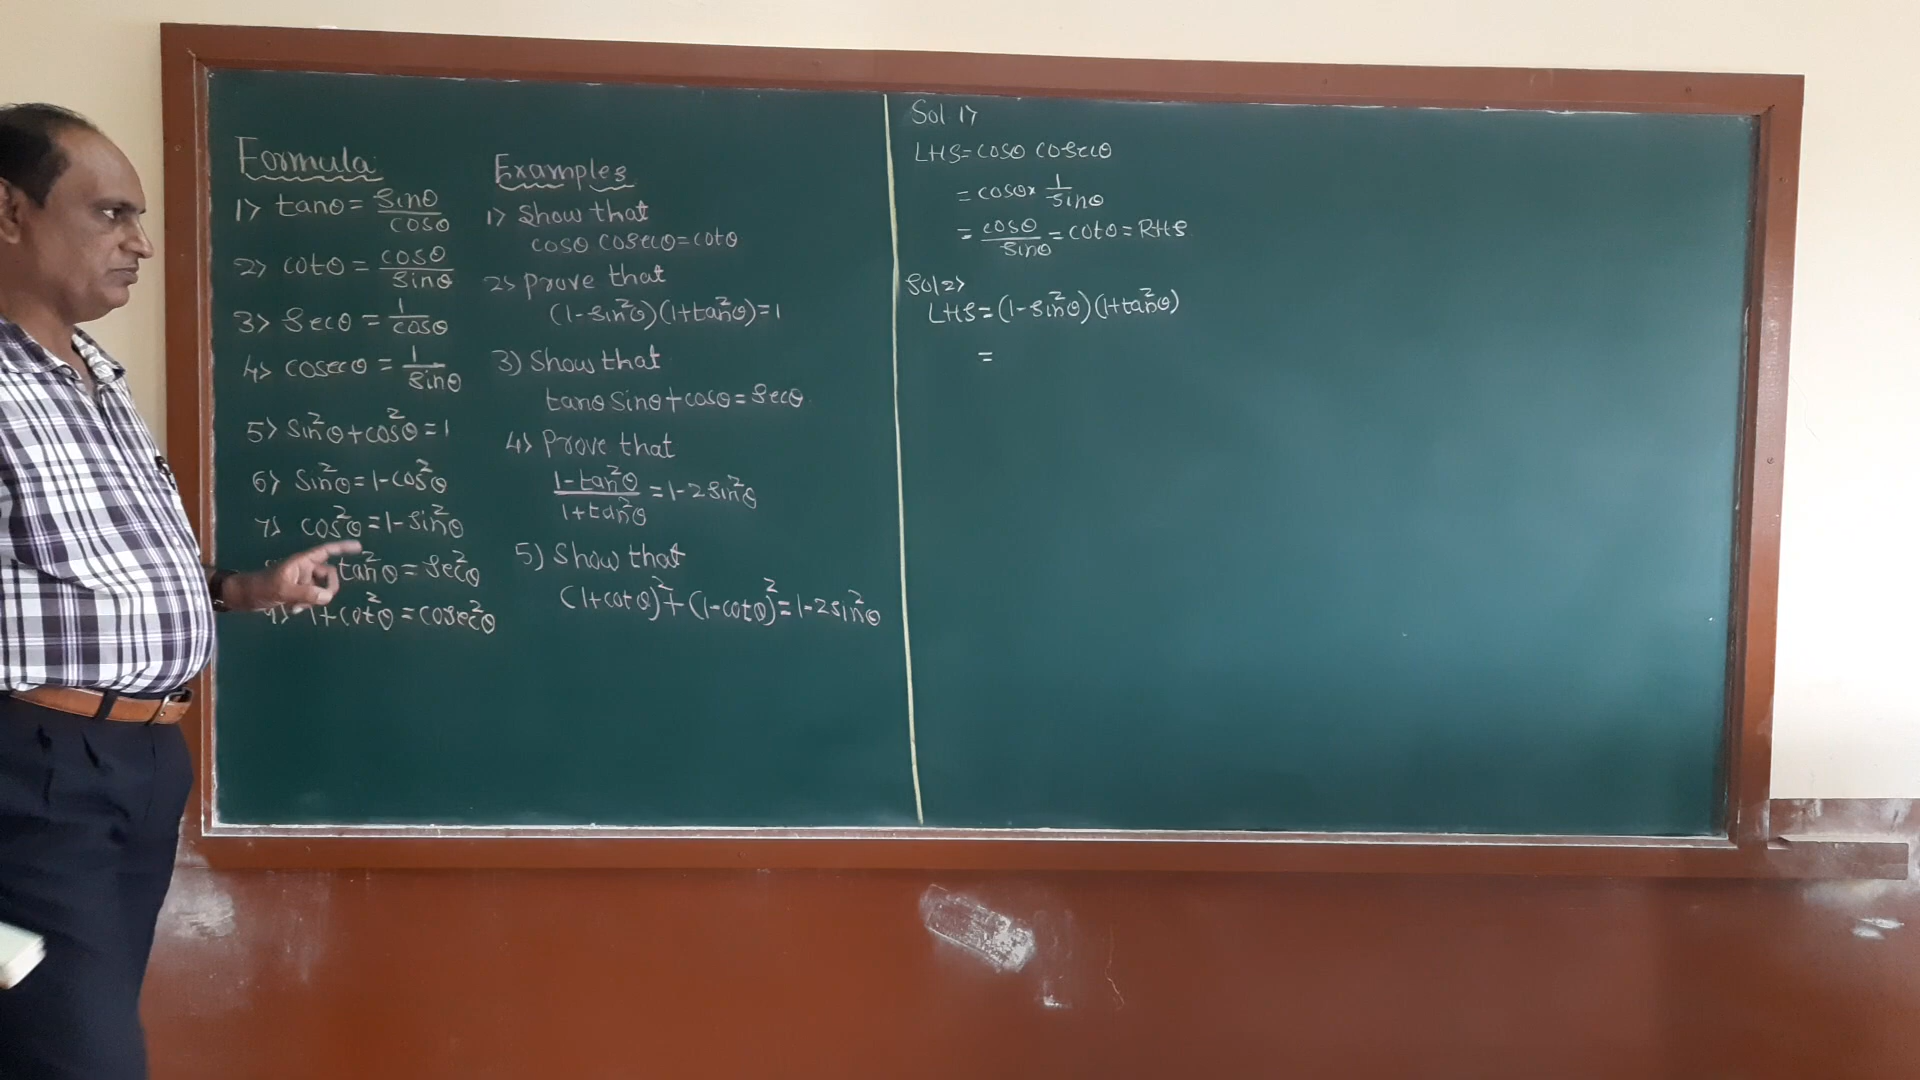 Formula
1) tanθ = sinθ/cosθ
2) cotθ = cosθ/sinθ
3) secθ = 1/cosθ
4) cosecθ = 1/sinθ
5) sin²θ+cos²θ=1
6) sin²θ=1-cos²θ
7) cos²θ=1-sin²θ
tan²θ=sec²θ
9) 1+cot²θ=cosec²θ
Examples
1) Show that
cosθ cosecθ=cotθ
2) Prove that
(1-sin²θ)(1+tan²θ)=1
3) Show that
tanθ sinθ+cosθ=secθ
4) Prove that
1-tan²θ/1+tan²θ = 1-2sin²θ
5) Show that
(1+cotθ)²+(1-cotθ)²=1-2sin²θ
Sol 1)
LHS=cosθ cosecθ
= cosθ× 1/sinθ
= cosθ/sinθ = cotθ = RHS
Sol 2)
LHS=(1-sin²θ)(1+tan²θ)
=